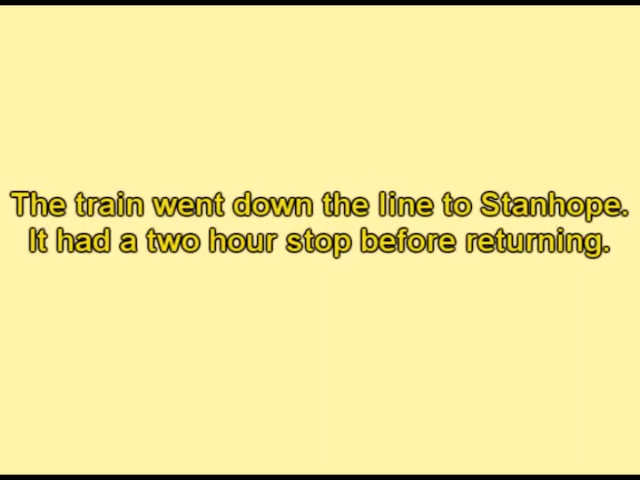 The train went down the line to Stanhope.
It had a two hour stop before returning.